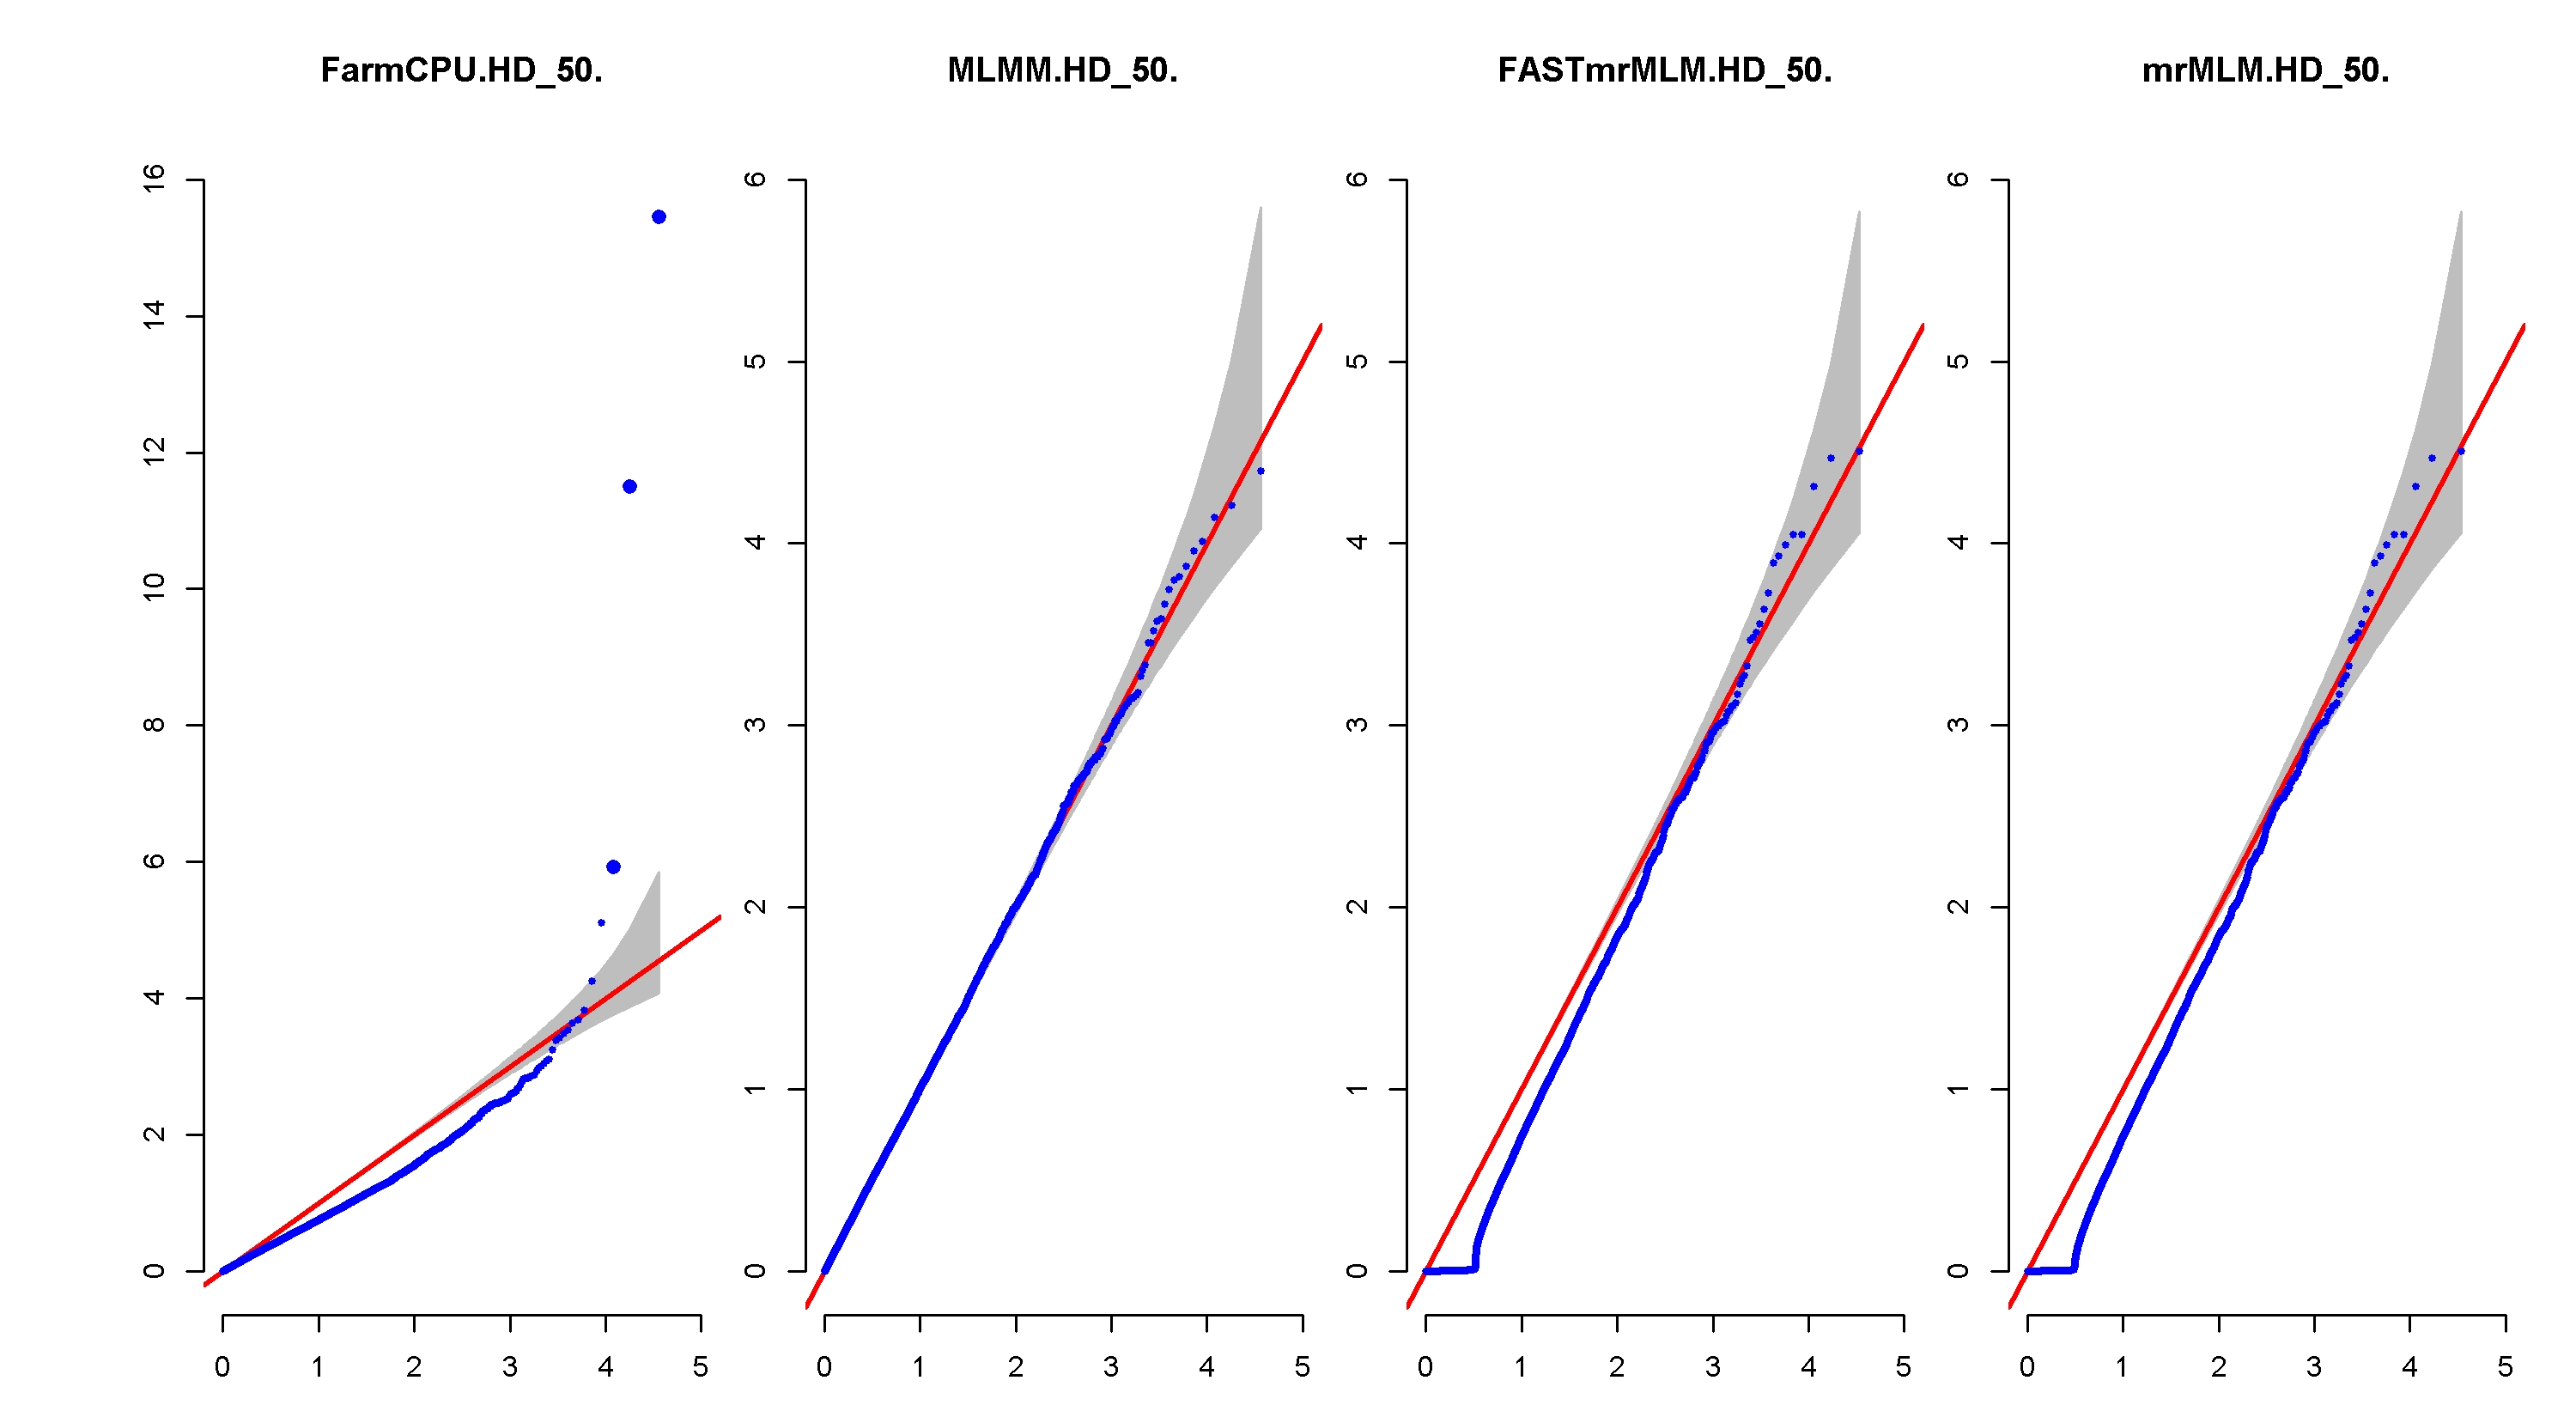 FarmCPU.HD_50. MLMM.HD_50. FASTmrMLM.HD_50. mrMLM.HD_50.
16 6 6 6
14
12 5 5 5
10 4 4 4
8 3 3 3
6
4 2 2 2
2 1 1 1
0 0 0 0
0 1 2 3 4 5 0 1 2 3 4 5 0 1 2 3 4 5 0 1 2 3 4 5